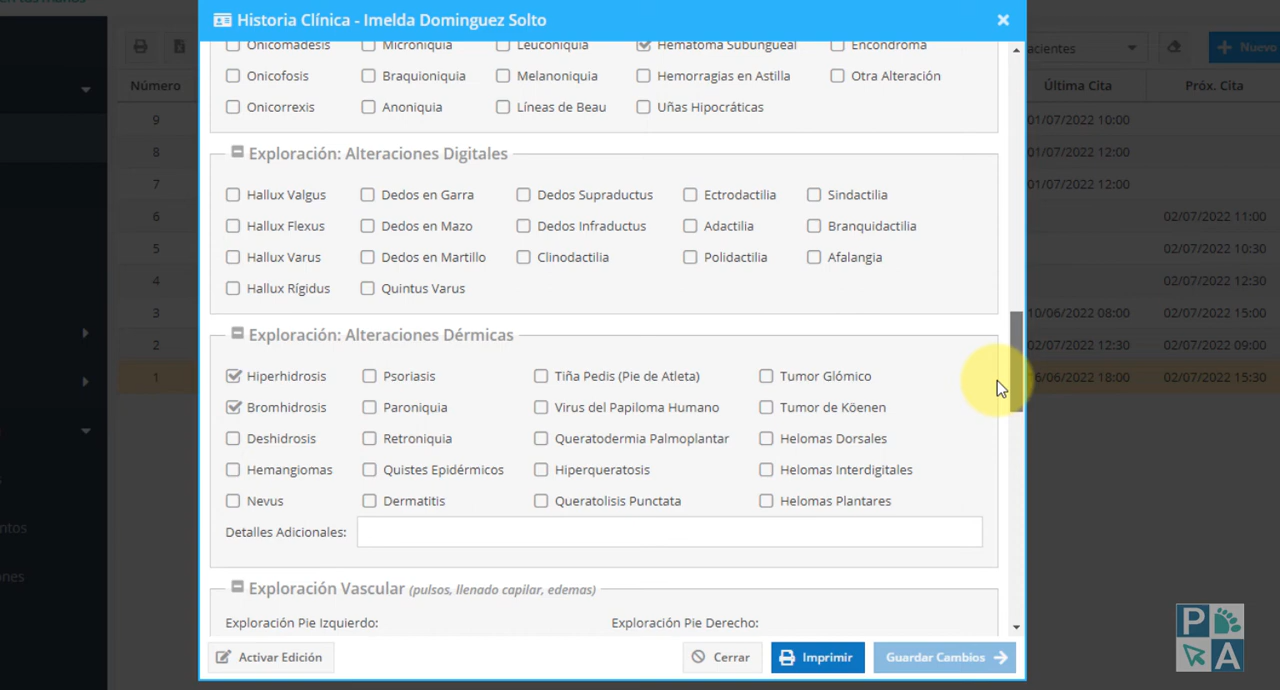 Historia Clínica - Imelda Dominguez Solto
Onicomadesis Microniquia Leuconiquia Hematoma Subungueal Encondroma
Onicofosis Braquioniquia Melanoniquia Hemorragias en Astilla Otra Alteración
Onicorrexis Anoniquia Líneas de Beau Uñas Hipocráticas
Exploración: Alteraciones Digitales
Hallux Valgus Dedos en Garra Dedos Supraductus Ectrodactilia Sindactilia
Hallux Flexus Dedos en Mazo Dedos Infraductus Adactilia Branquidactilia
Hallux Varus Dedos en Martillo Clinodactilia Polidactilia Afalangia
Hallux Rígidus Quintus Varus
Exploración: Alteraciones Dérmicas
Hiperhidrosis Psoriasis Tiña Pedis (Pie de Atleta) Tumor Glómico
Bromhidrosis Paroniquia Virus del Papiloma Humano Tumor de Köenen
Deshidrosis Retroniquia Queratodermia Palmoplantar Helomas Dorsales
Hemangiomas Quistes Epidérmicos Hiperqueratosis Helomas Interdigitales
Nevus Dermatitis Queratolisis Punctata Helomas Plantares
Detalles Adicionales:
Exploración Vascular (pulsos, llenado capilar, edemas)
Exploración Pie Izquierdo: Exploración Pie Derecho:
Activar Edición Cerrar Imprimir Guardar Cambios
Número
9
8
7
6
5
4
3
2
1
acientes Nuevo
Última Cita Próx. Cita
01/07/2022 10:00
01/07/2022 12:00
01/07/2022 12:00
02/07/2022 11:00
02/07/2022 10:30
02/07/2022 12:30
10/06/2022 08:00 02/07/2022 15:00
02/07/2022 12:30 02/07/2022 09:00
6/06/2022 18:00 02/07/2022 15:30
ntos
ones
P
A